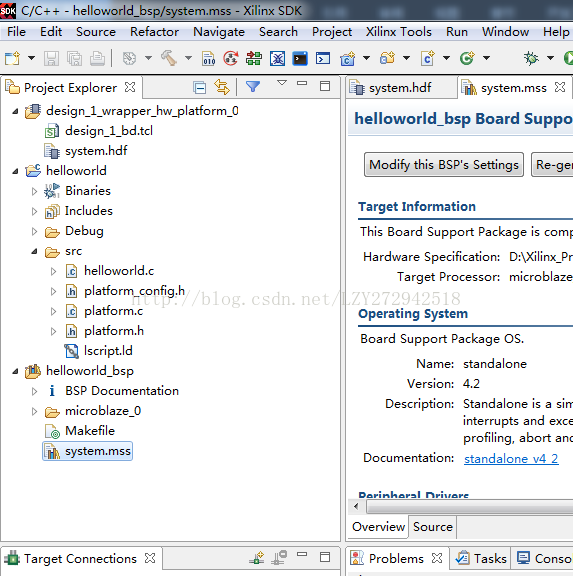 SDK C/C++ - helloworld_bsp/system.mss - Xilinx SDK
File Edit Source Refactor Navigate Search Project Xilinx Tools Run Window Help
Project Explorer
design_1_wrapper_hw_platform_0
design_1_bd.tcl
system.hdf
helloworld
Binaries
Includes
Debug
src
helloworld.c
platform_config.h
platform.c
platform.h
lscript.ld
helloworld_bsp
BSP Documentation
microblaze_0
Makefile
system.mss
Target Connections
system.hdf system.mss
helloworld_bsp Board Suppo
Modify this BSP's Settings Re-gen
Target Information
This Board Support Package is comp
Hardware Specification: D:\Xilinx_Pr
Target Processor: microblaze
http://blog.csdn.net/LZY272942518
Operating System
Board Support Package OS.
Name: standalone
Version: 4.2
Description: Standalone is a sim
interrupts and exce
profiling, abort and
Documentation: standalone_v4_2
Peripheral Drivers
Overview Source
Problems Tasks Conso